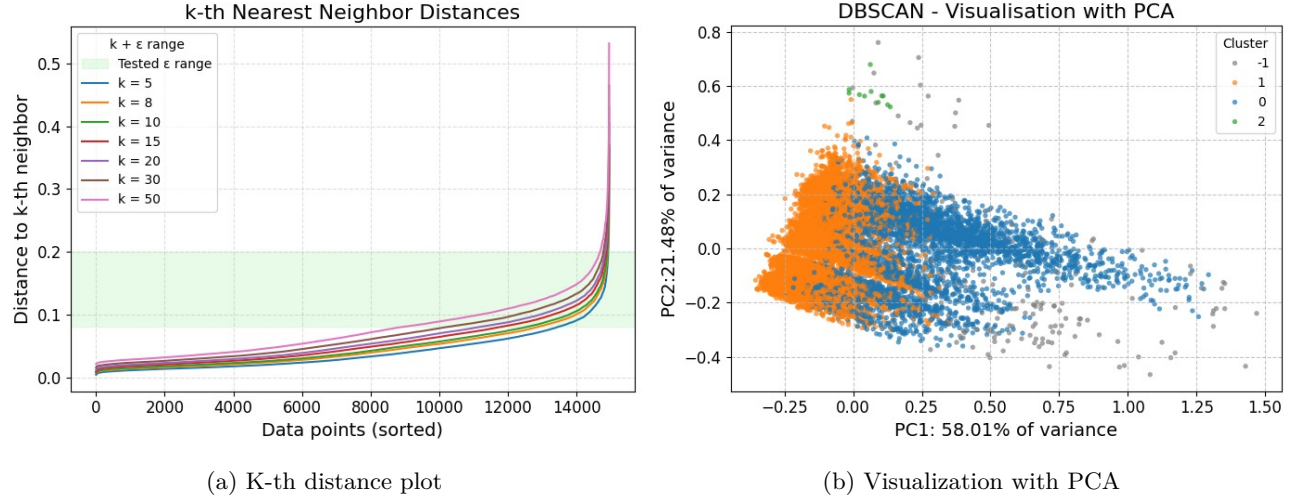 k-th Nearest Neighbor Distances
Distance to k-th neighbor
0.5
0.4
0.3
0.2
0.1
0.0
k + ε range
Tested ε range
k = 5
k = 8
k = 10
k = 15
k = 20
k = 30
k = 50
0 2000 4000 6000 8000 10000 12000 14000
Data points (sorted)
(a) K-th distance plot
DBSCAN - Visualisation with PCA
PC2:21.48% of variance
0.8
0.6
0.4
0.2
0.0
−0.2
−0.4
Cluster
-1
1
0
2
−0.25 0.00 0.25 0.50 0.75 1.00 1.25 1.50
PC1: 58.01% of variance
(b) Visualization with PCA